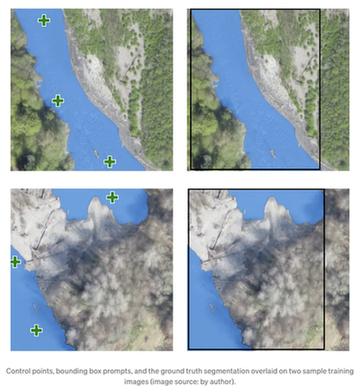 Control points, bounding box prompts, and the ground truth segmentation overlaid on two sample training
images (image source: by author).